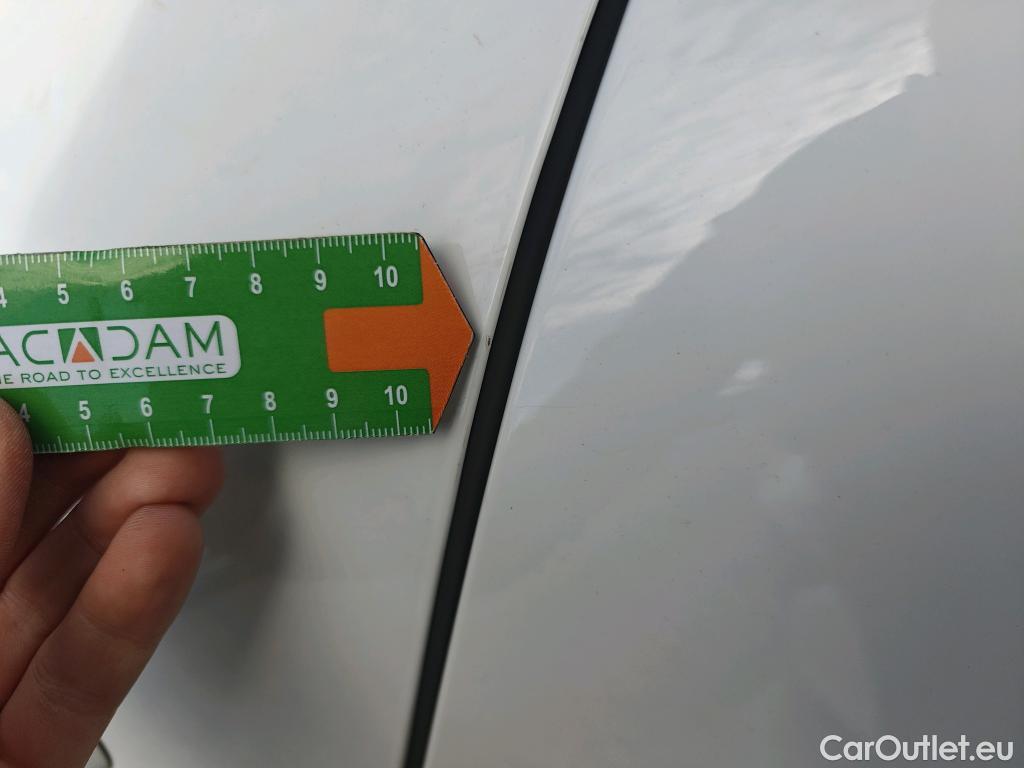 4 5 6 7 8 9 10
ACADAM
E ROAD TO EXCELLENCE
4 5 6 7 8 9 10
CarOutlet.eu